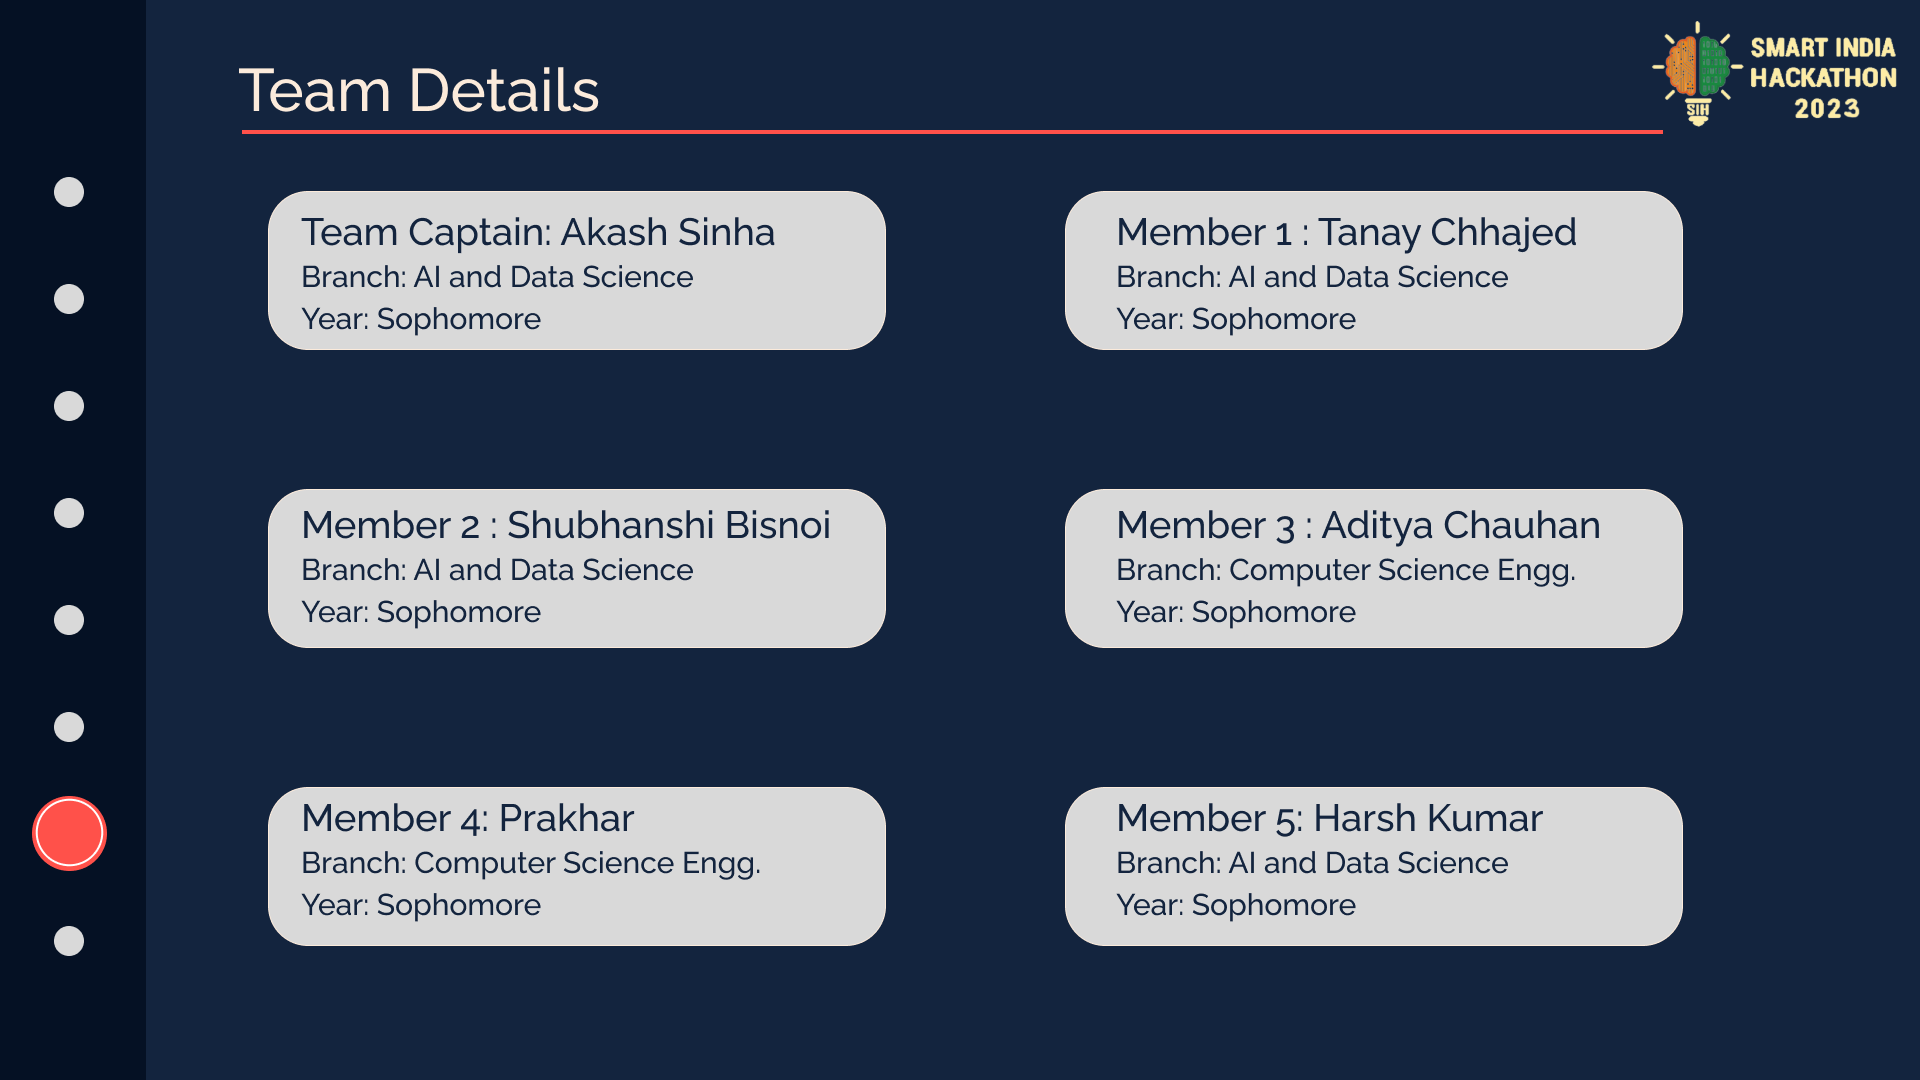 Team Details
SMART INDIA
HACKATHON
2023
SIH
Team Captain: Akash Sinha
Branch: AI and Data Science
Year: Sophomore
Member 1 : Tanay Chhajed
Branch: AI and Data Science
Year: Sophomore
Member 2 : Shubhanshi Bisnoi
Branch: AI and Data Science
Year: Sophomore
Member 3 : Aditya Chauhan
Branch: Computer Science Engg.
Year: Sophomore
Member 4: Prakhar
Branch: Computer Science Engg.
Year: Sophomore
Member 5: Harsh Kumar
Branch: AI and Data Science
Year: Sophomore